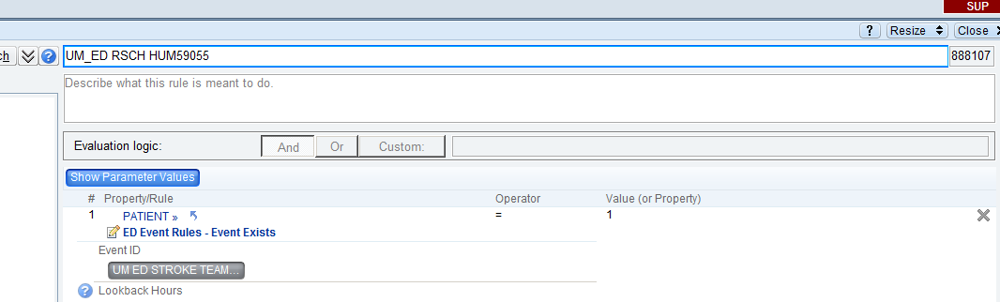 SUP
? Resize Close
ch ? UM_ED RSCH HUM59055 888107
Describe what this rule is meant to do.
Evaluation logic: And Or Custom:
Show Parameter Values
# Property/Rule Operator Value (or Property)
1 PATIENT » = 1
ED Event Rules - Event Exists
Event ID
UM ED STROKE TEAM...
? Lookback Hours